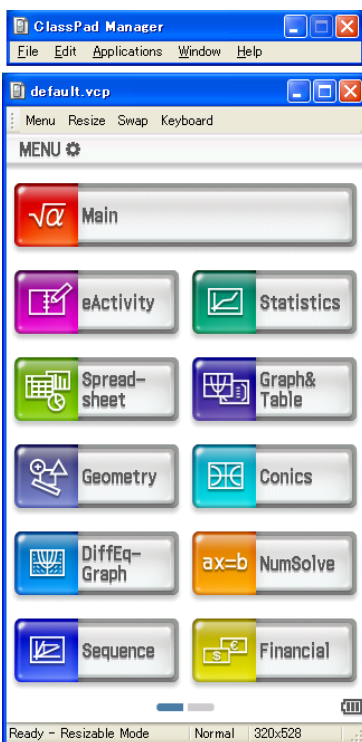 ClassPad Manager
File Edit Applications Window Help
default.vcp
Menu Resize Swap Keyboard
MENU
√α Main
eActivity
Statistics
Spread-
sheet
Graph&
Table
Geometry
Conics
DiffEq-
Graph
ax=b NumSolve
Sequence
$ € Financial
Ready - Resizable Mode Normal 320x528